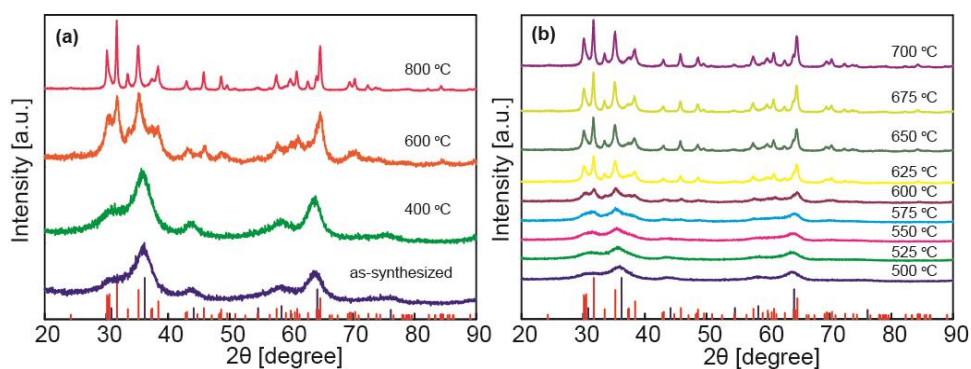 (a)
800 ºC
600 ºC
400 ºC
as-synthesized
Intensity [a.u.]
20 30 40 50 60 70 80 90
2θ [degree]
(b)
700 ºC
675 ºC
650 ºC
625 ºC
600 ºC
575 ºC
550 ºC
525 ºC
500 ºC
Intensity [a.u.]
20 30 40 50 60 70 80 90
2θ [degree]